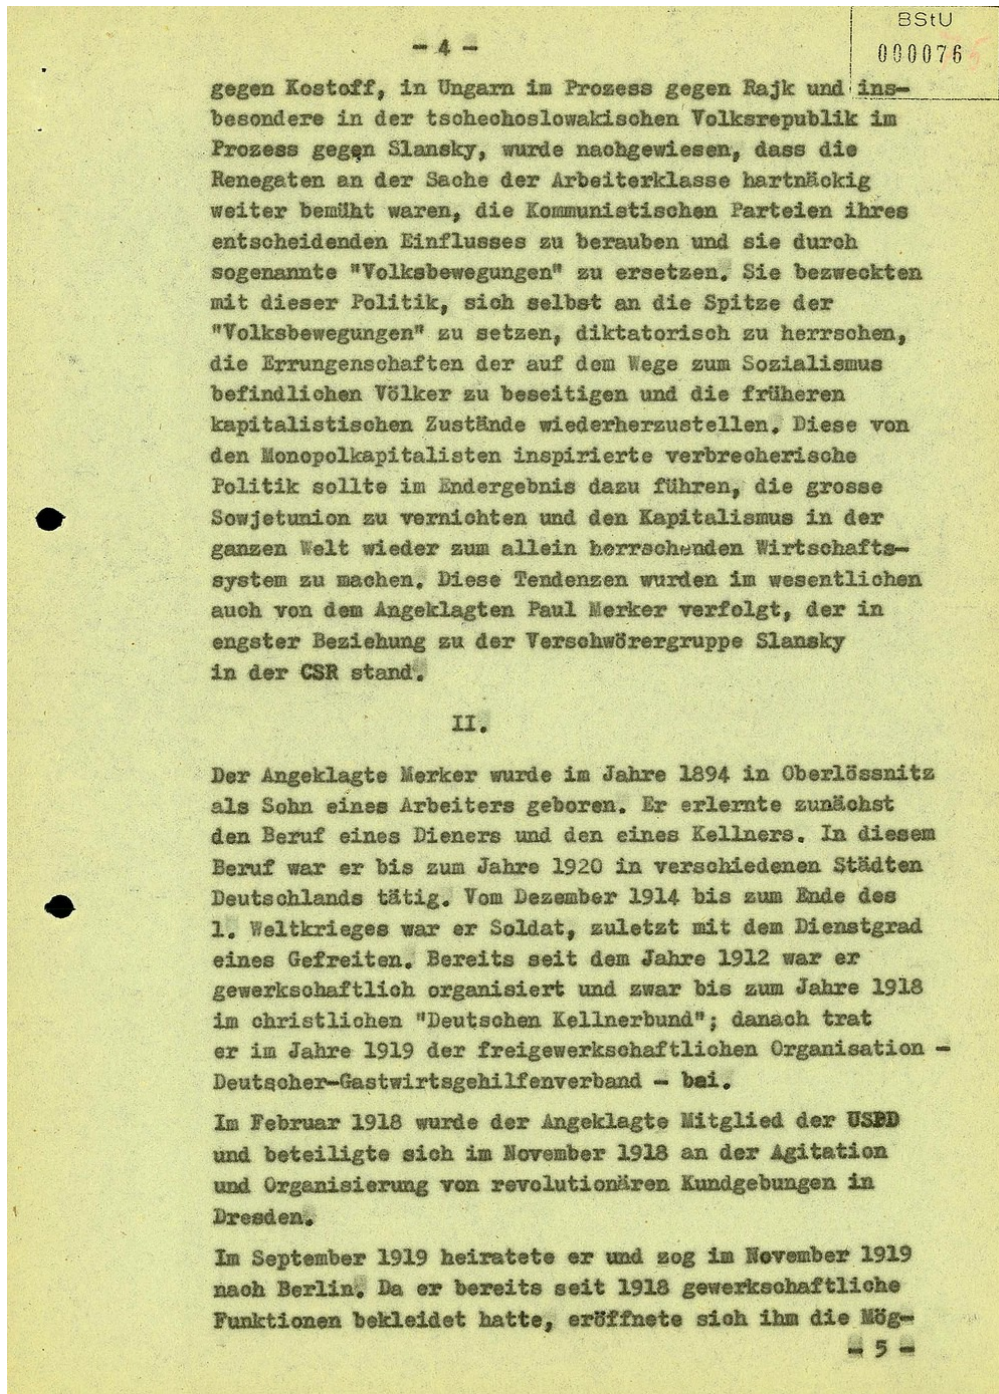 BStU
000076
- 4 -
gegen Kostoff, in Ungarn im Prozess gegen Rajk und ins-
besondere in der tschechoslowakischen Volksrepublik im
Prozess gegen Slansky, wurde nachgewiesen, dass die
Renegaten an der Sache der Arbeiterklasse hartnäckig
weiter bemüht waren, die Kommunistischen Parteien ihres
entscheidenden Einflusses zu berauben und sie durch
sogenannte "Volksbewegungen" zu ersetzen. Sie bezweckten
mit dieser Politik, sich selbst an die Spitze der
"Volksbewegungen" zu setzen, diktatorisch zu herrschen,
die Errungenschaften der auf dem Wege zum Sozialismus
befindlichen Völker zu beseitigen und die früheren
kapitalistischen Zustände wiederherzustellen. Diese von
den Monopolkapitalisten inspirierte verbrecherische
Politik sollte im Endergebnis dazu führen, die grosse
Sowjetunion zu vernichten und den Kapitalismus in der
ganzen Welt wieder zum allein herrschenden Wirtschafts-
system zu machen. Diese Tendenzen wurden im wesentlichen
auch von dem Angeklagten Paul Merker verfolgt, der in
engster Beziehung zu der Verschwörergruppe Slansky
in der CSR stand.
II.
Der Angeklagte Merker wurde im Jahre 1894 in Oberlössnitz
als Sohn eines Arbeiters geboren. Er erlernte zunächst
den Beruf eines Dieners und den eines Kellners. In diesem
Beruf war er bis zum Jahre 1920 in verschiedenen Städten
Deutschlands tätig. Vom Dezember 1914 bis zum Ende des
1. Weltkrieges war er Soldat, zuletzt mit dem Dienstgrad
eines Gefreiten. Bereits seit dem Jahre 1912 war er
gewerkschaftlich organisiert und zwar bis zum Jahre 1918
im christlichen "Deutschen Kellnerbund"; danach trat
er im Jahre 1919 der freigewerkschaftlichen Organisation -
Deutscher-Gastwirtsgehilfenverband - bei.
Im Februar 1918 wurde der Angeklagte Mitglied der USPD
und beteiligte sich im November 1918 an der Agitation
und Organisierung von revolutionären Kundgebungen in
Dresden.
Im September 1919 heiratete er und zog im November 1919
nach Berlin. Da er bereits seit 1918 gewerkschaftliche
Funktionen bekleidet hatte, eröffnete sich ihm die Mög-
- 5 -